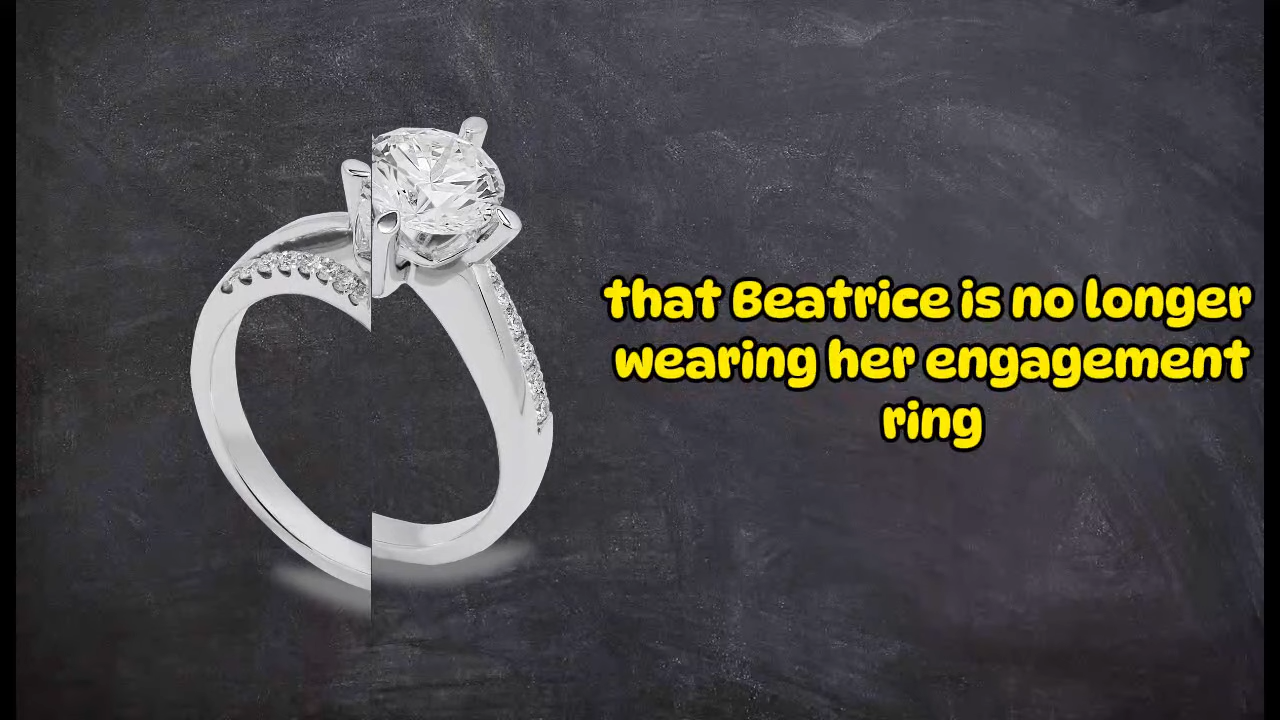 that Beatrice is no longer
wearing her engagement
ring